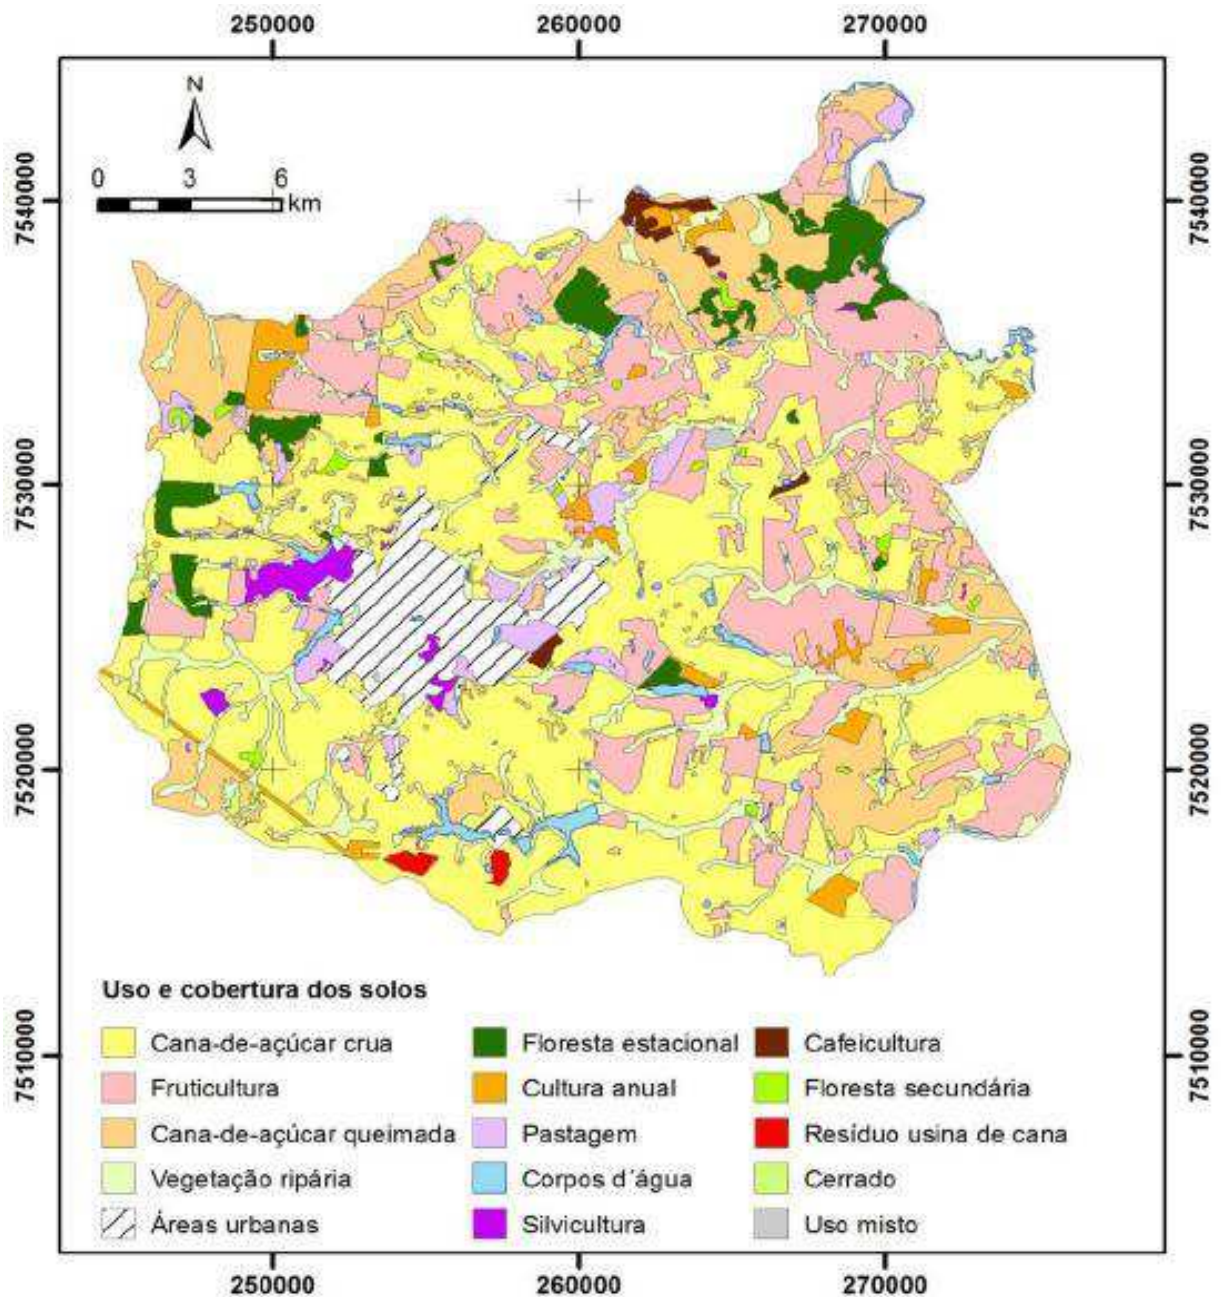 250000 260000 270000
N
0 3 6
km
7540000 7540000
7530000 7530000
7520000 7520000
7510000 7510000
Uso e cobertura dos solos
Cana-de-açúcar crua Floresta estacional Cafeicultura
Fruticultura Cultura anual Floresta secundária
Cana-de-açúcar queimada Pastagem Resíduo usina de cana
Vegetação ripária Corpos d´água Cerrado
Áreas urbanas Silvicultura Uso misto
250000 260000 270000